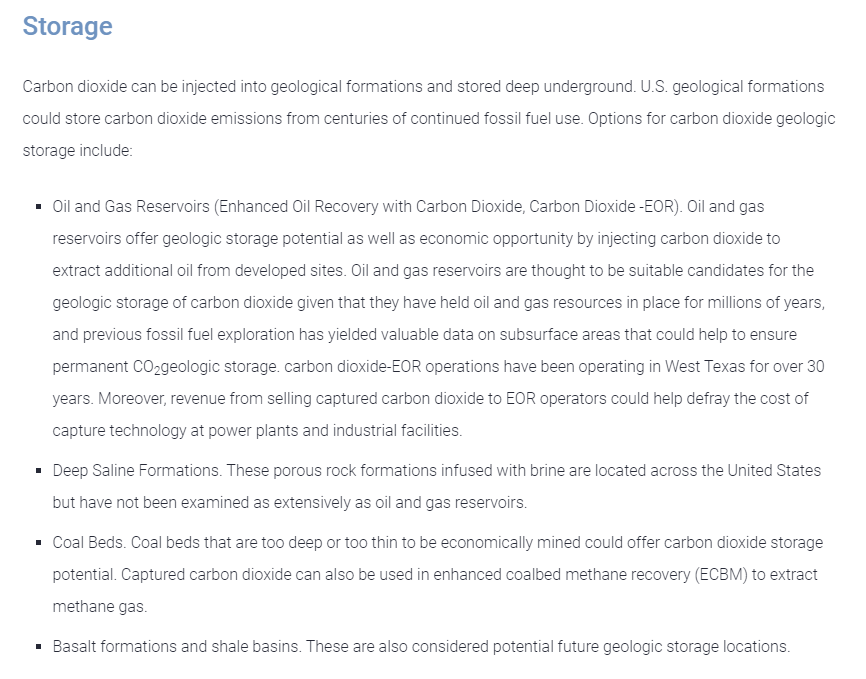 Storage
Carbon dioxide can be injected into geological formations and stored deep underground. U.S. geological formations
could store carbon dioxide emissions from centuries of continued fossil fuel use. Options for carbon dioxide geologic
storage include:
▪ Oil and Gas Reservoirs (Enhanced Oil Recovery with Carbon Dioxide, Carbon Dioxide -EOR). Oil and gas
reservoirs offer geologic storage potential as well as economic opportunity by injecting carbon dioxide to
extract additional oil from developed sites. Oil and gas reservoirs are thought to be suitable candidates for the
geologic storage of carbon dioxide given that they have held oil and gas resources in place for millions of years,
and previous fossil fuel exploration has yielded valuable data on subsurface areas that could help to ensure
permanent CO₂geologic storage. carbon dioxide-EOR operations have been operating in West Texas for over 30
years. Moreover, revenue from selling captured carbon dioxide to EOR operators could help defray the cost of
capture technology at power plants and industrial facilities.
▪ Deep Saline Formations. These porous rock formations infused with brine are located across the United States
but have not been examined as extensively as oil and gas reservoirs.
▪ Coal Beds. Coal beds that are too deep or too thin to be economically mined could offer carbon dioxide storage
potential. Captured carbon dioxide can also be used in enhanced coalbed methane recovery (ECBM) to extract
methane gas.
▪ Basalt formations and shale basins. These are also considered potential future geologic storage locations.